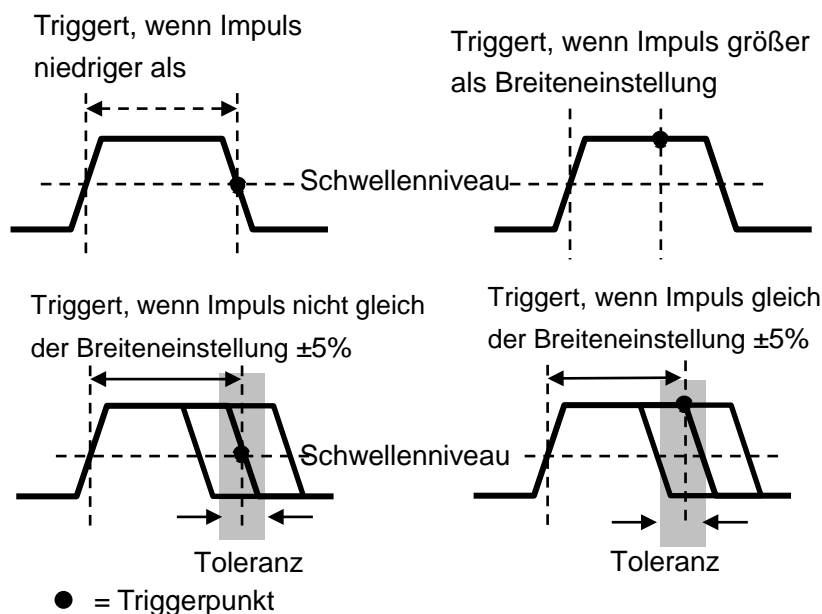 Triggert, wenn Impuls
niedriger als
Triggert, wenn Impuls größer
als Breiteneinstellung
Schwellenniveau
Triggert, wenn Impuls nicht gleich
der Breiteneinstellung ±5%
Triggert, wenn Impuls gleich
der Breiteneinstellung ±5%
Schwellenniveau
Toleranz
Toleranz
= Triggerpunkt